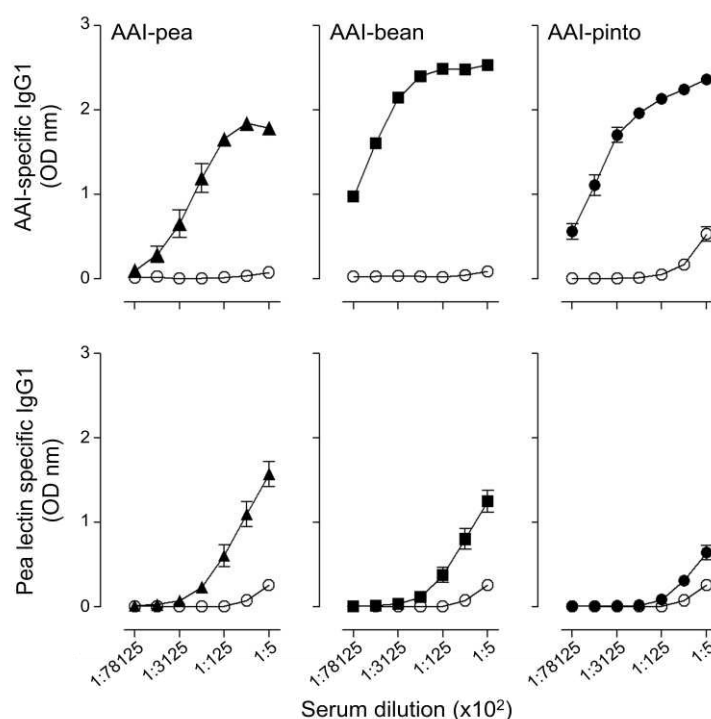 AAI-pea AAI-bean AAI-pinto
AAI-specific IgG1
(OD nm)
3
2
1
0
Pea lectin specific IgG1
(OD nm)
3
2
1
0
1:78125 1:3125 1:125 1:5 1:78125 1:3125 1:125 1:5 1:78125 1:3125 1:125 1:5
Serum dilution (x10²)